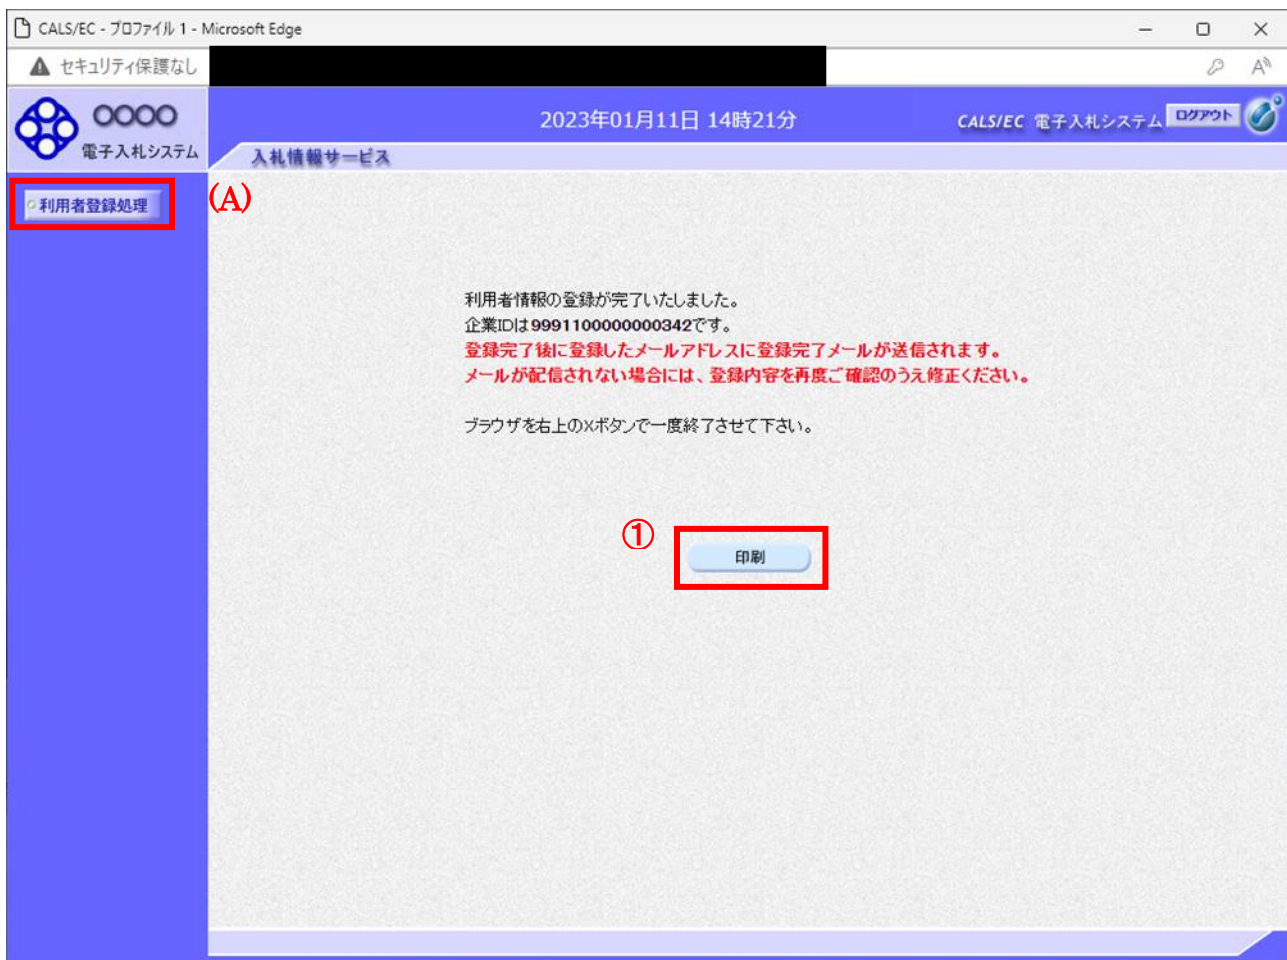 CALS/EC - プロファイル 1 - Microsoft Edge
セキュリティ保護なし
OOOO
電子入札システム
2023年01月11日 14時21分
CALS/EC 電子入札システム
ログアウト
入札情報サービス
利用者登録処理
(A)
利用者情報の登録が完了いたしました。
企業IDは9991100000000342です。
登録完了後に登録したメールアドレスに登録完了メールが送信されます。
メールが配信されない場合には、登録内容を再度ご確認のうえ修正ください。
ブラウザを右上の×ボタンで一度終了させて下さい。
①
印刷